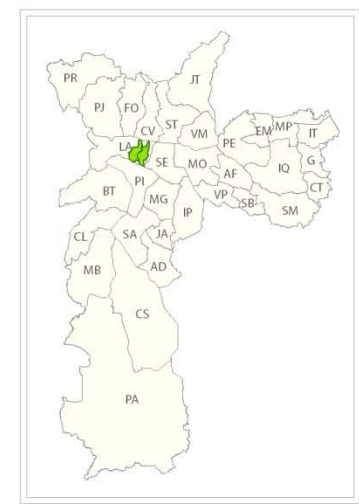 JT
PR
PJ
FO
CV
ST
VM
LA
SE
MO
PE
EM
MP
IT
IQ
G
AF
CT
PI
BT
MG
IP
VP
SB
SM
CL
SA
JA
MB
AD
CS
PA